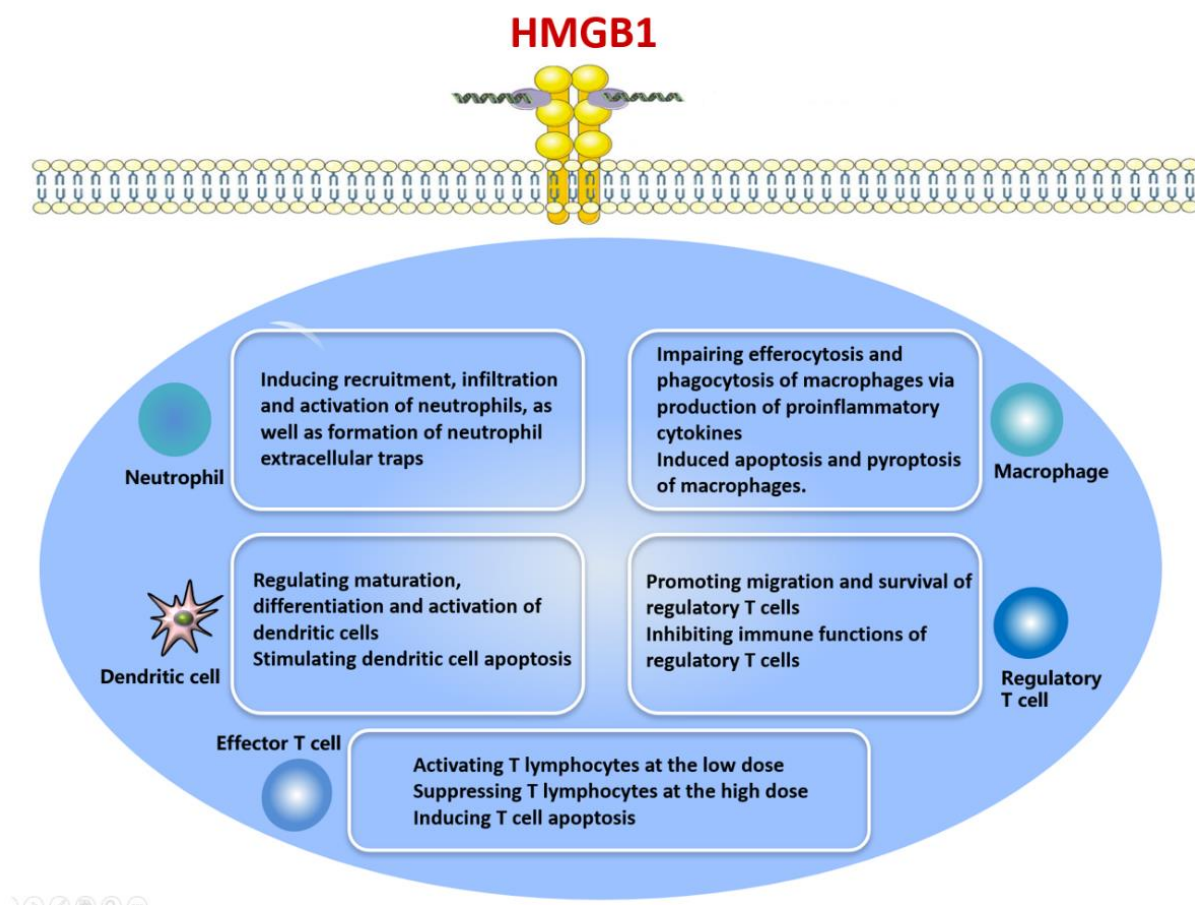 HMGB1
Inducing recruitment, infiltration
and activation of neutrophils, as
well as formation of neutrophil
extracellular traps
Neutrophil
Impairing efferocytosis and
phagocytosis of macrophages via
production of proinflammatory
cytokines
Induced apoptosis and pyroptosis
of macrophages.
Macrophage
Regulating maturation,
differentiation and activation of
dendritic cells
Stimulating dendritic cell apoptosis
Dendritic cell
Promoting migration and survival of
regulatory T cells
Inhibiting immune functions of
regulatory T cells
Regulatory
T cell
Effector T cell
Activating T lymphocytes at the low dose
Suppressing T lymphocytes at the high dose
Inducing T cell apoptosis